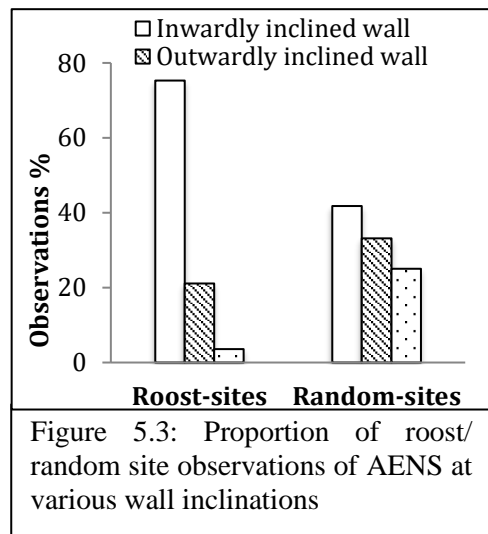 Inwardly inclined wall
Outwardly inclined wall
80
60
40
20
0
Observations %
Roost-sites Random-sites
Figure 5.3: Proportion of roost/
random site observations of AENS at
various wall inclinations